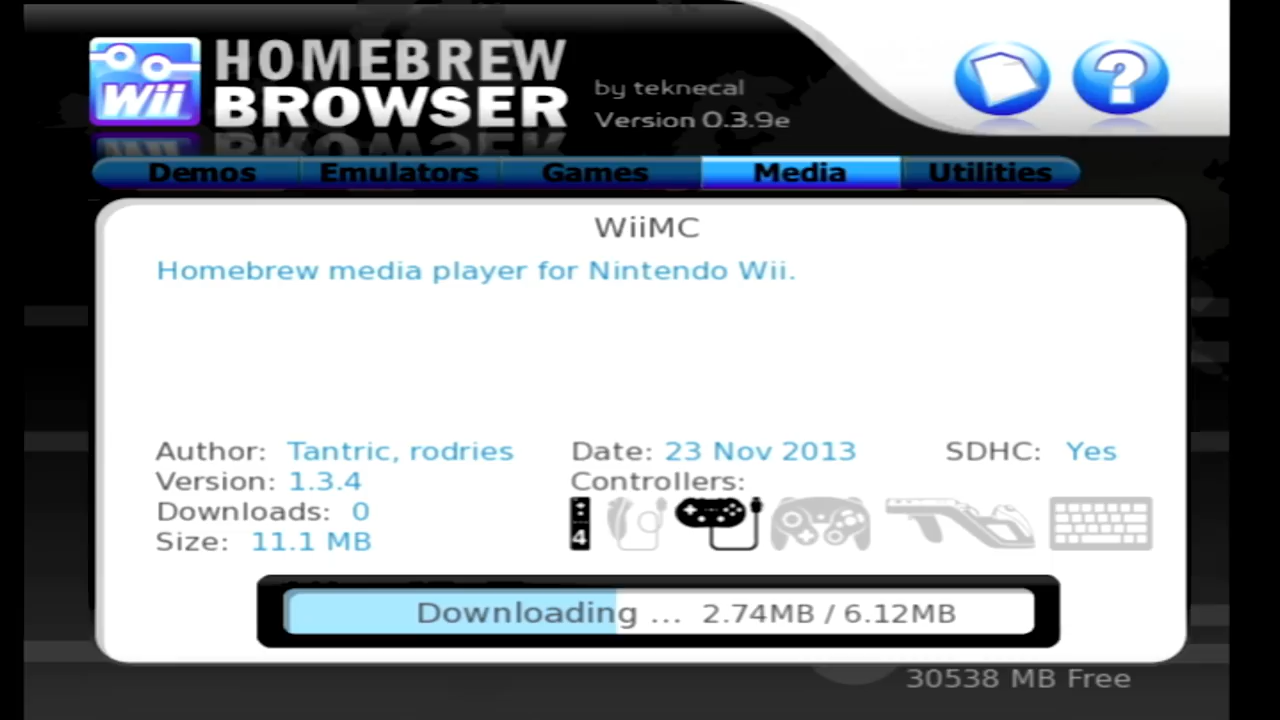 Wii
HOMEBREW
BROWSER
by teknecal
Version 0.3.9e
Demos Emulators Games Media Utilities
WiiMC
Homebrew media player for Nintendo Wii.
Author: Tantric, rodries Date: 23 Nov 2013 SDHC: Yes
Version: 1.3.4 Controllers:
Downloads: 0
4
Size: 11.1 MB
Downloading ... 2.74MB / 6.12MB
30538 MB Free